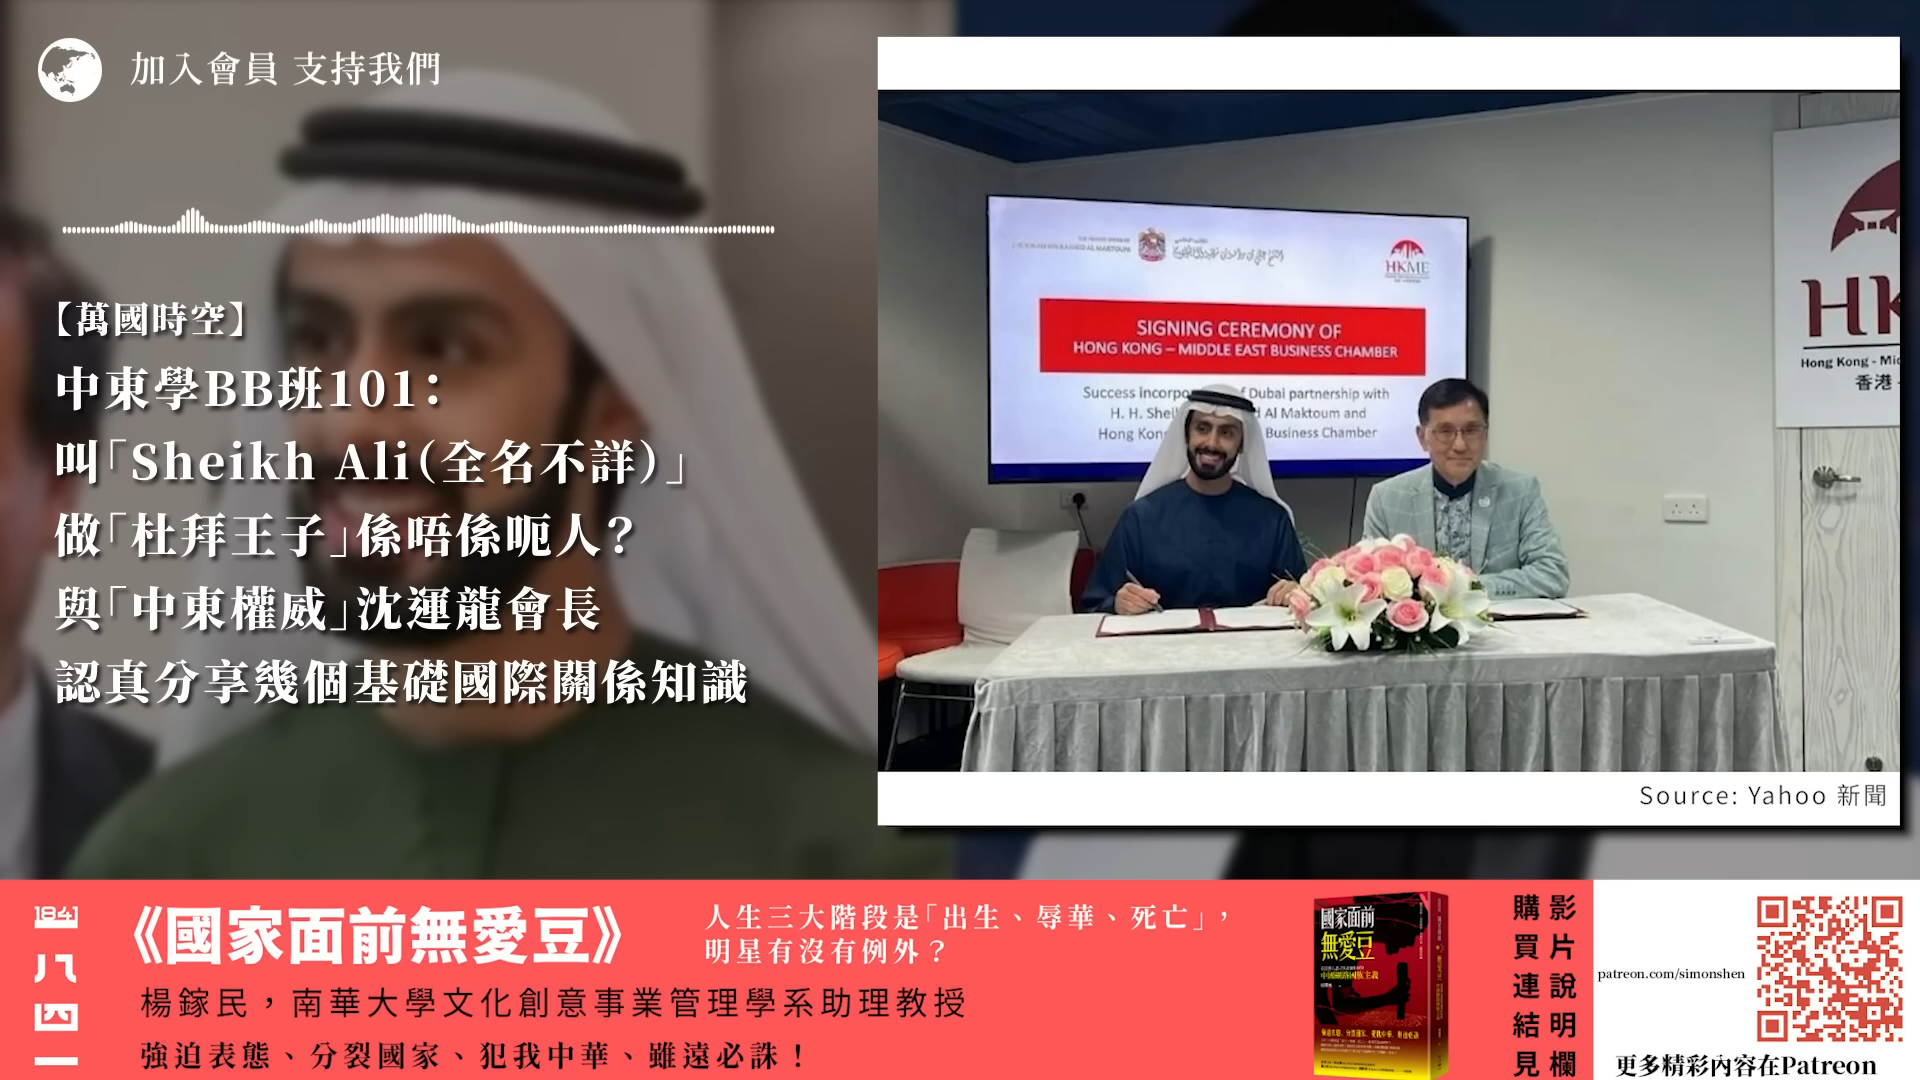 加入會員 支持我們
【萬國時空】
中東學BB班101：
叫「Sheikh Ali(全名不詳)」
做「杜拜王子」係唔係呃人？
與「中東權威」沈運龍會長
認真分享幾個基礎國際關係知識
HKME
SIGNING CEREMONY OF
HONG KONG – MIDDLE EAST BUSINESS CHAMBER
Success incorpo of Dubai partnership with
H. H. Shei Al Maktoum and
Hong Kon Business Chamber
HK
Hong Kong - Mid
香港
Source: Yahoo 新聞
1841
一八四一
《國家面前無愛豆》
人生三大階段是「出生、辱華、死亡」，
明星有沒有例外？
楊鎵民，南華大學文化創意事業管理學系助理教授
強迫表態、分裂國家、犯我中華、雖遠必誅！
國家面前
無愛豆
影片說明欄
購買連結見
patreon.com/simonshen
更多精彩內容在Patreon